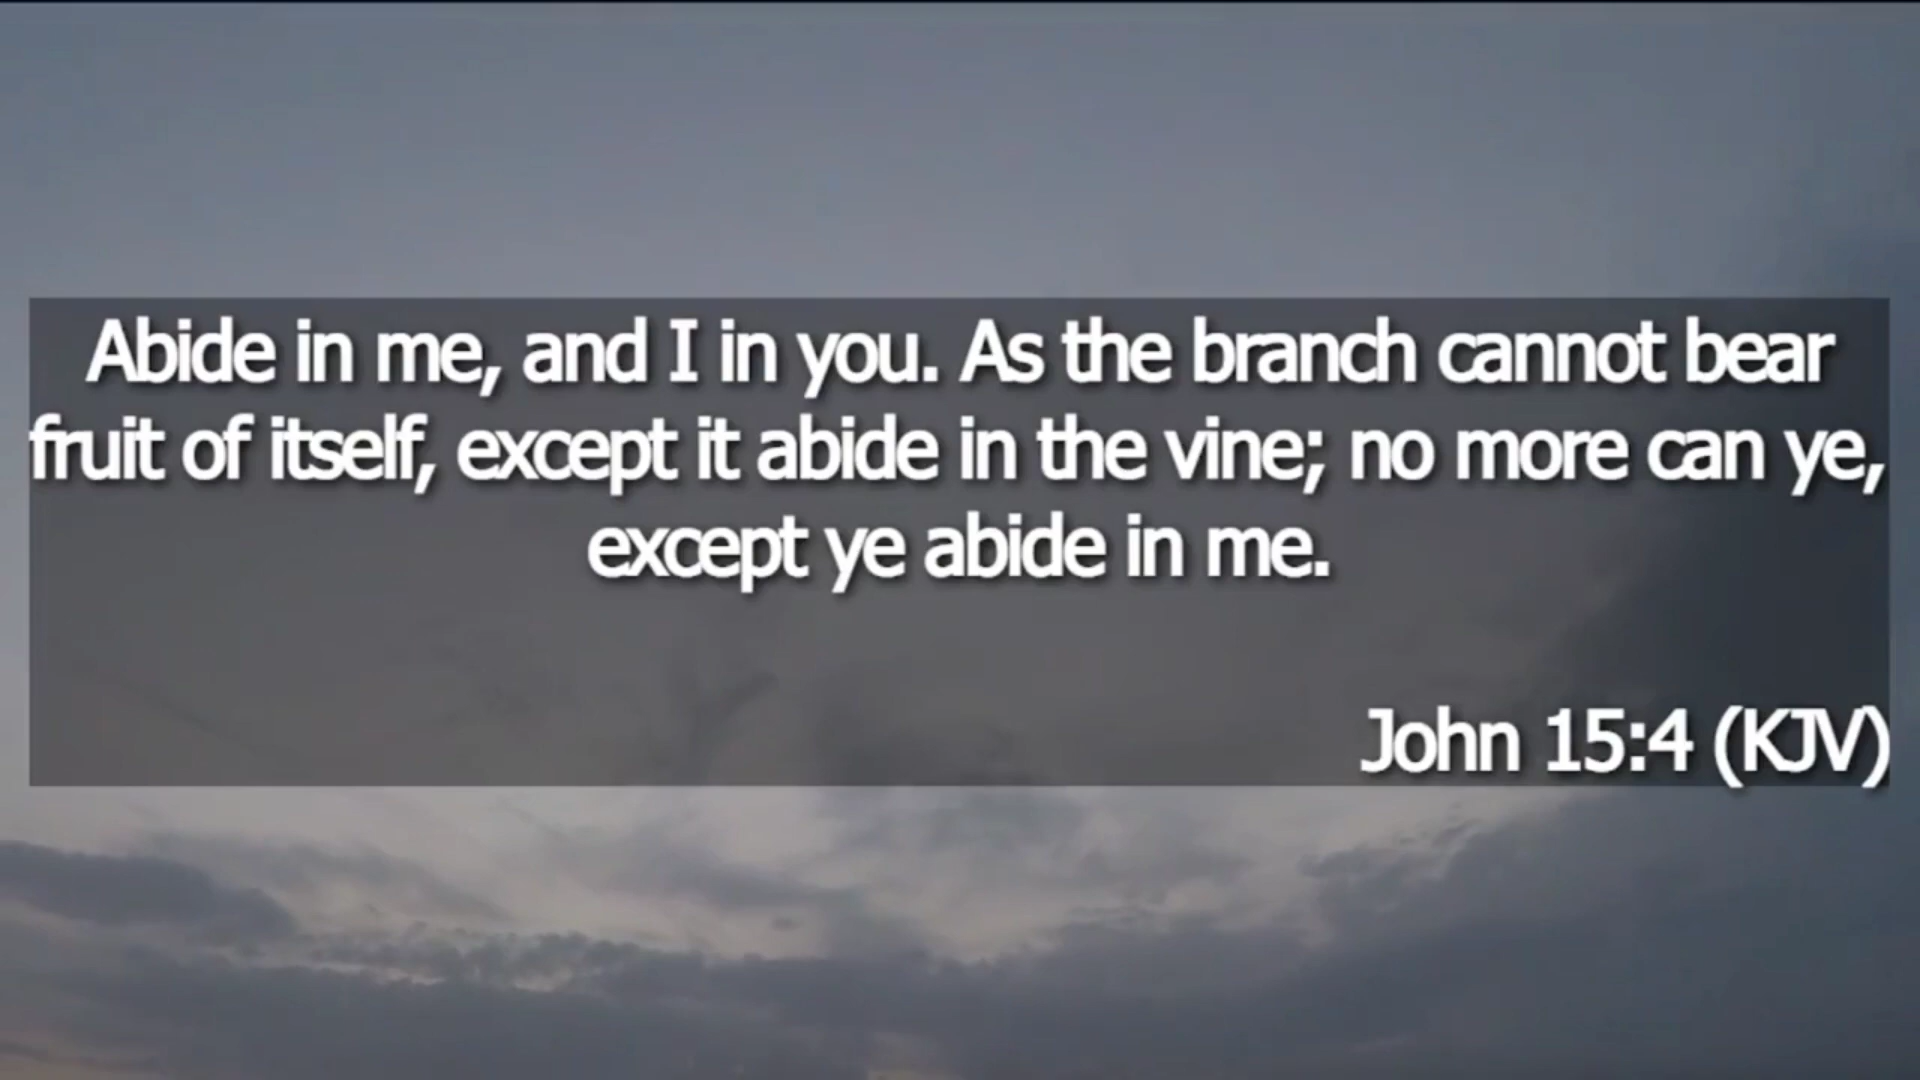 Abide in me, and I in you. As the branch cannot bear
fruit of itself, except it abide in the vine; no more can ye,
except ye abide in me.
John 15:4 (KJV)